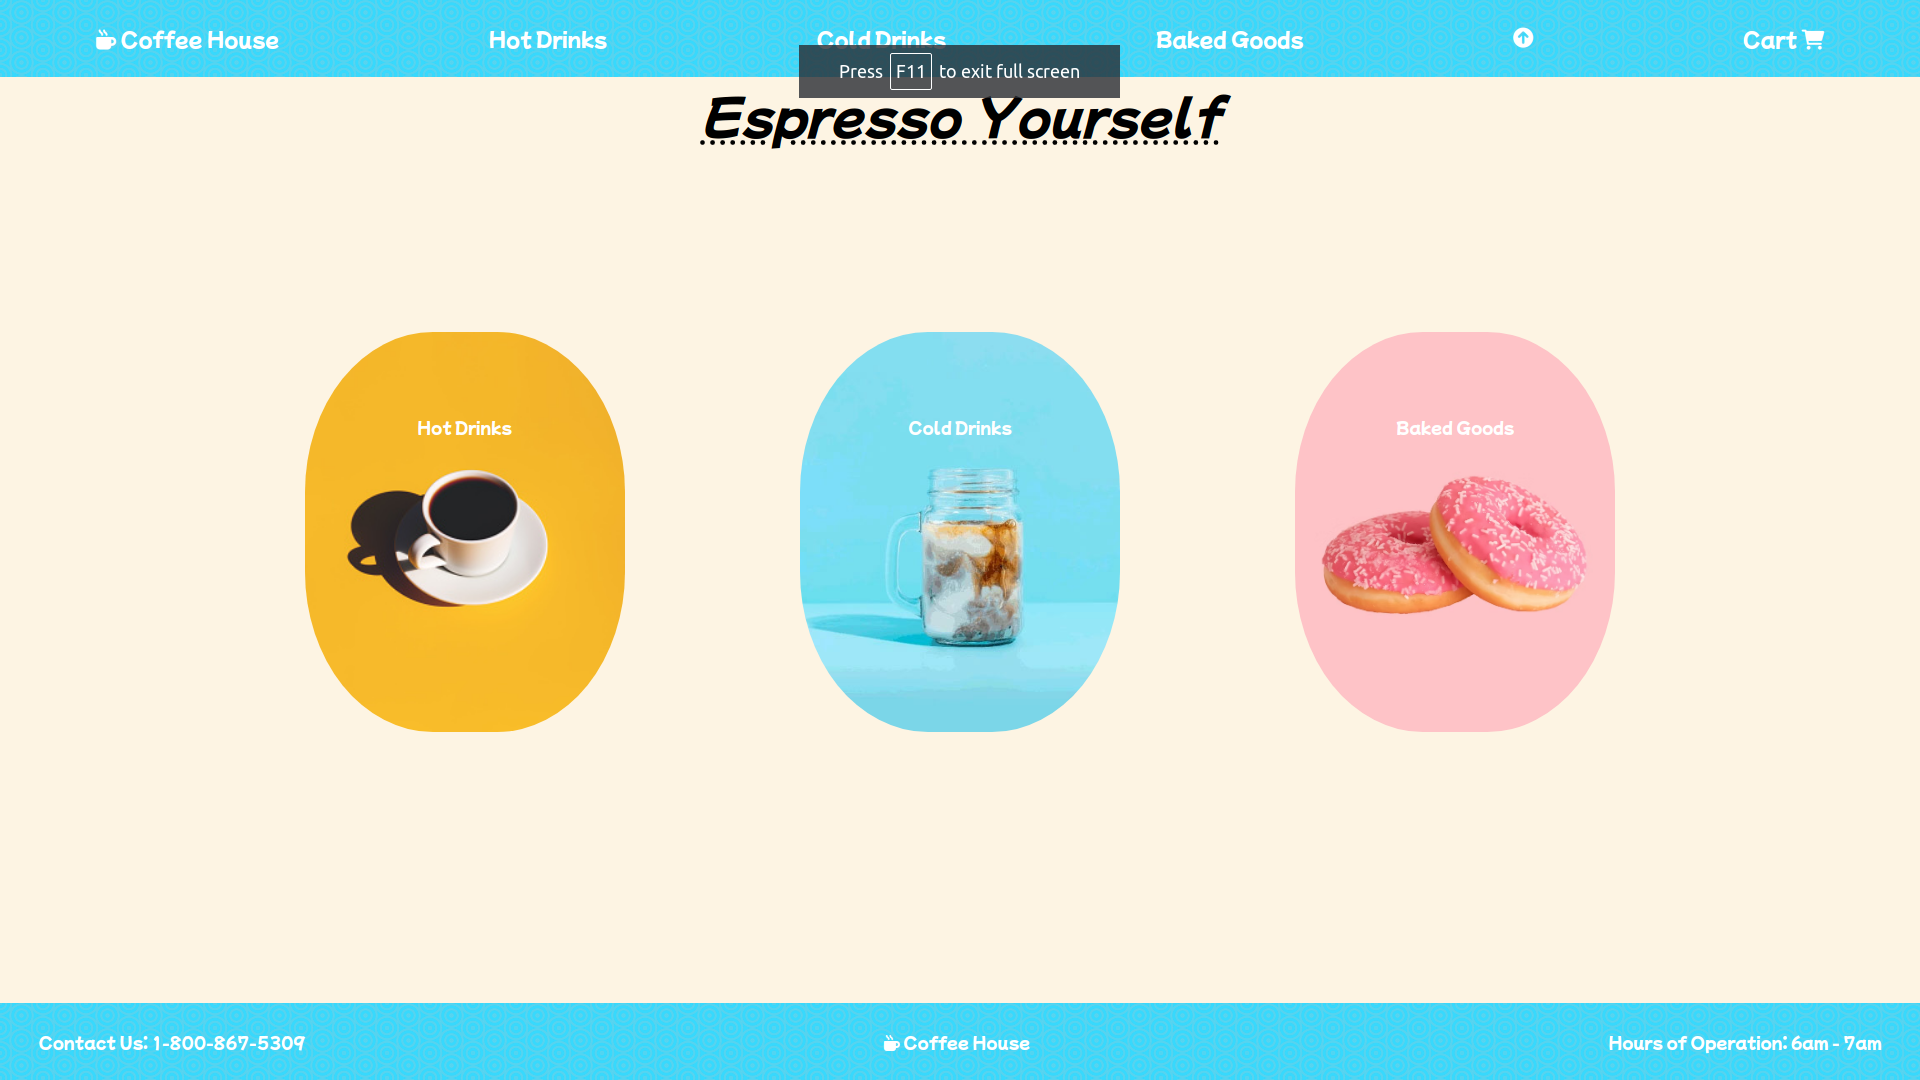 Coffee House
Hot Drinks
Cold Drinks
Baked Goods
Cart
Press F11 to exit full screen
Espresso Yourself
Hot Drinks
Cold Drinks
Baked Goods
Contact Us: 1-800-867-5309
Coffee House
Hours of Operation: 6am - 7am